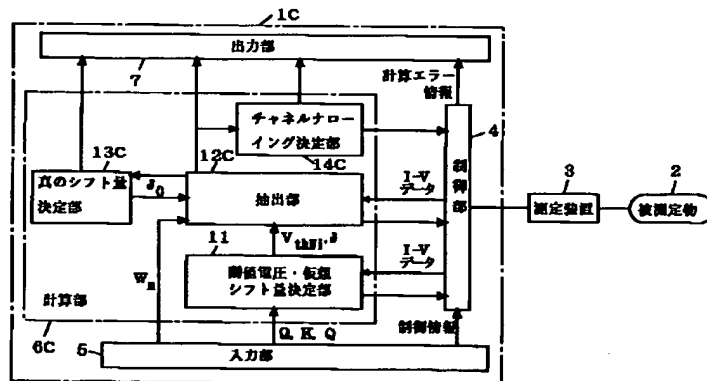 1C
出力部
7
計算エラー
情報
チャネルナロー
イング決定部
4
13C
12C
14C
真のシフト量
決定部
δ0
抽出部
I-V
データ
制御部
3
2
測定装置
被測定物
11
VthNi,δ
I-V
データ
Wm
閾値電圧・仮想
シフト量決定部
計算部
6C
制御情報
5
入力部